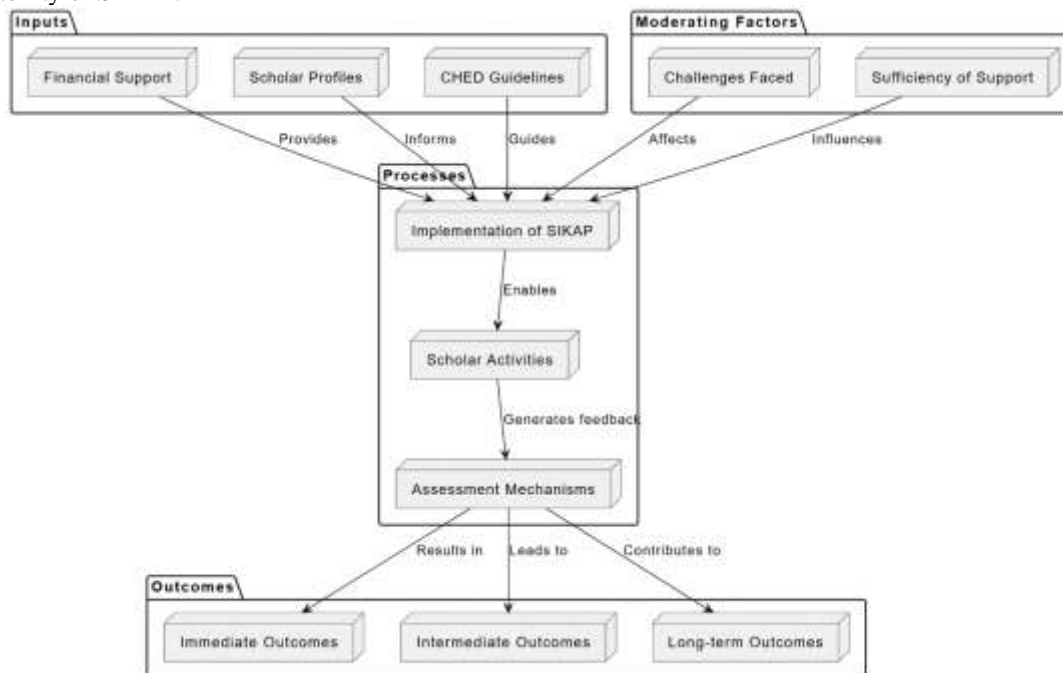 Inputs
Moderating Factors
Financial Support
Scholar Profiles
CHED Guidelines
Challenges Faced
Sufficiency of Support
Provides
Informs
Guides
Affects
Influences
Processes
Implementation of SIKAP
Enables
Scholar Activities
Generates feedback
Assessment Mechanisms
Results in
Leads to
Contributes to
Outcomes
Immediate Outcomes
Intermediate Outcomes
Long-term Outcomes